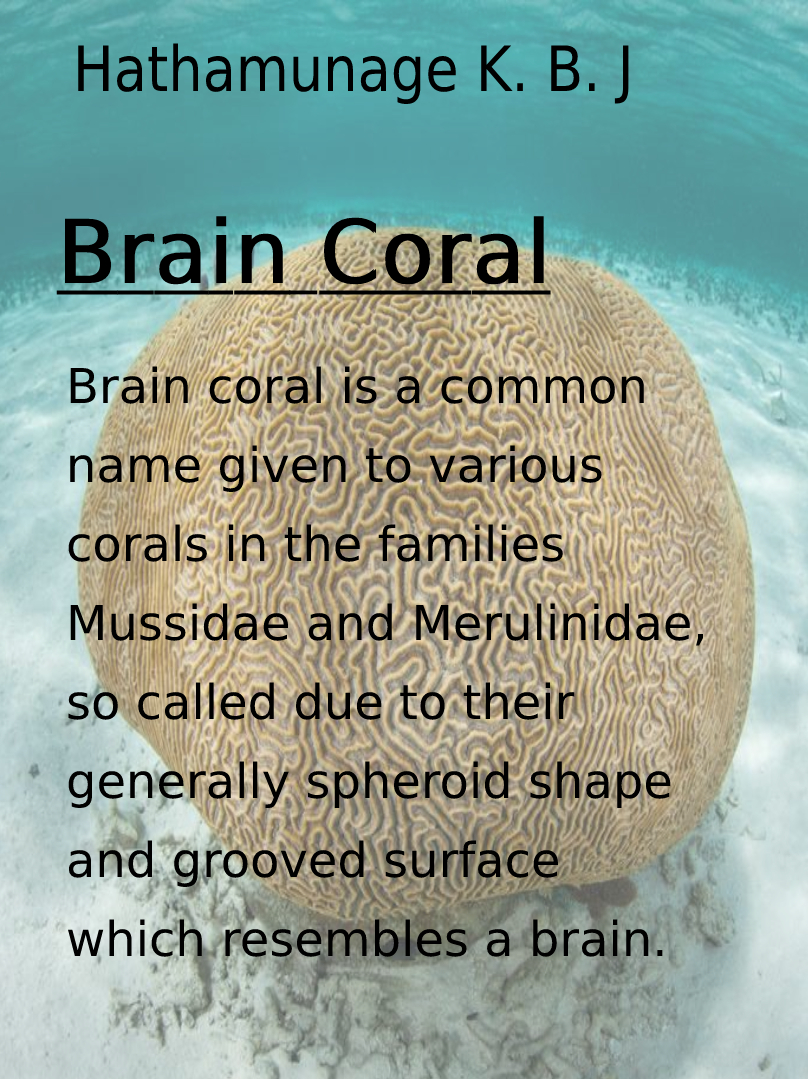 Hathamunage K. B. J
Brain Coral
Brain coral is a common
name given to various
corals in the families
Mussidae and Merulinidae,
so called due to their
generally spheroid shape
and grooved surface
which resembles a brain.